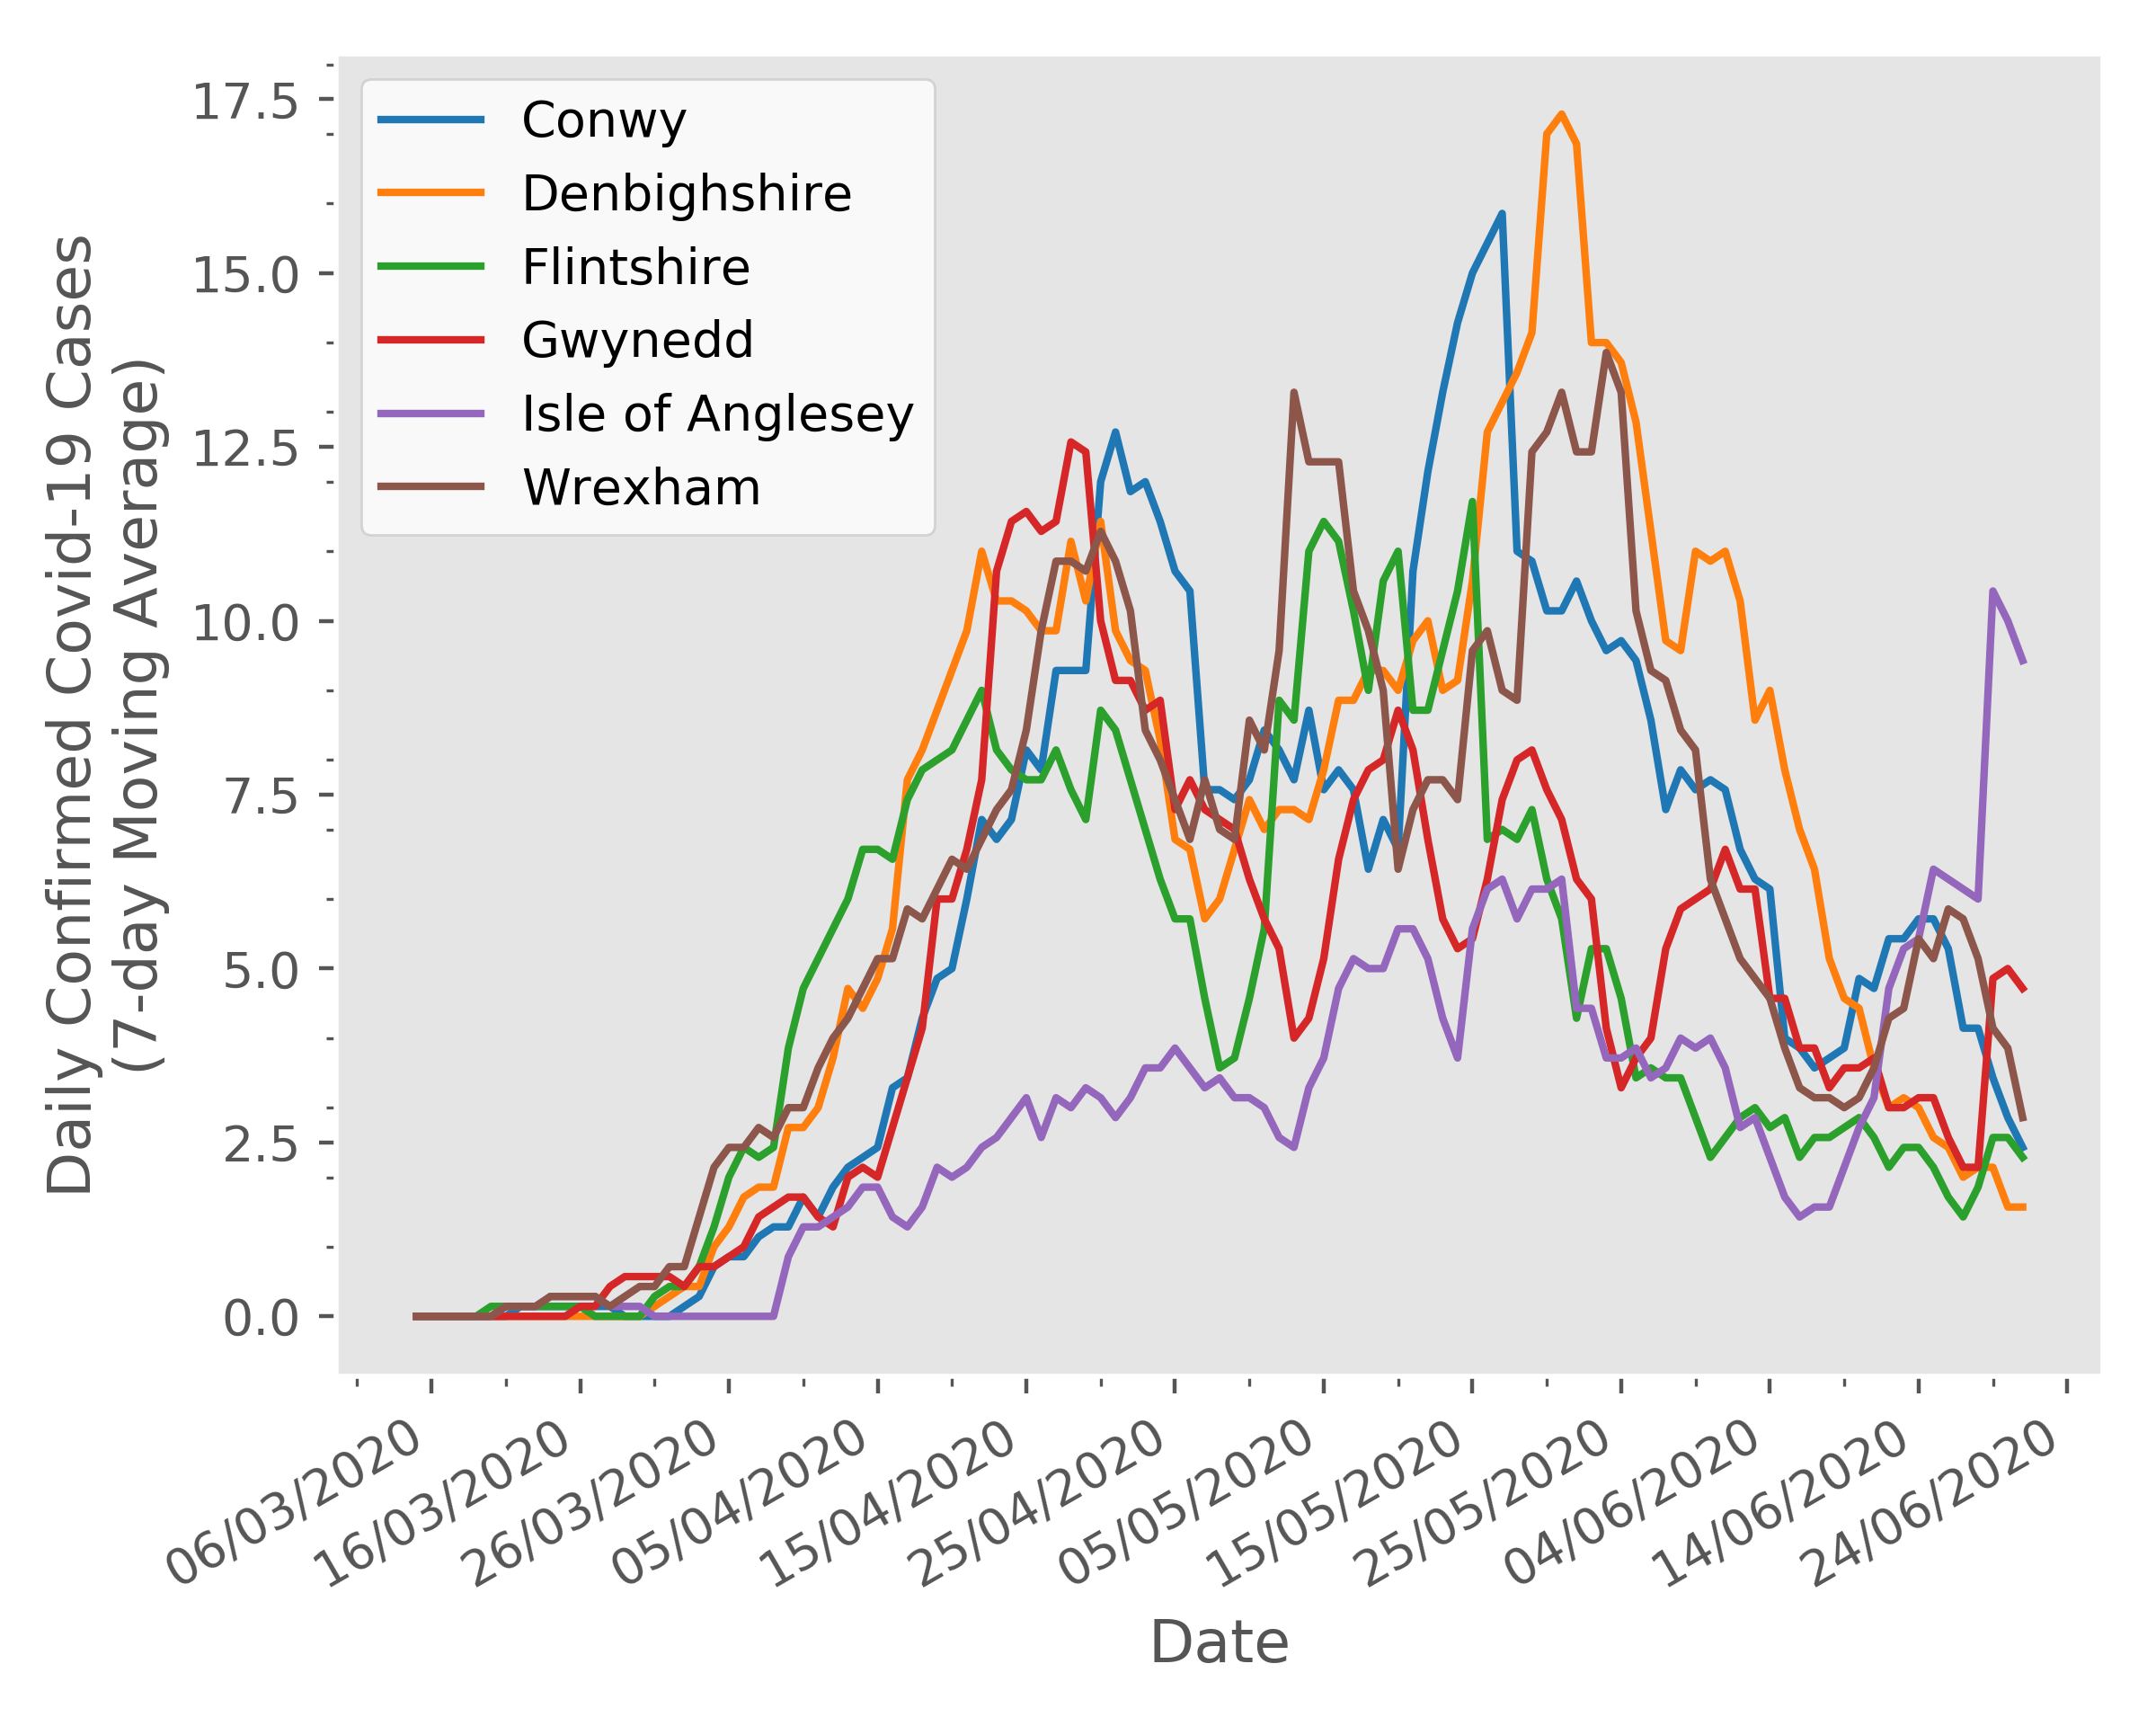 Daily Confirmed Covid-19 Cases
(7-day Moving Average)
17.5
15.0
12.5
10.0
7.5
5.0
2.5
0.0
Conwy
Denbighshire
Flintshire
Gwynedd
Isle of Anglesey
Wrexham
06/03/2020
16/03/2020
26/03/2020
05/04/2020
15/04/2020
25/04/2020
05/05/2020
15/05/2020
25/05/2020
04/06/2020
14/06/2020
24/06/2020
Date